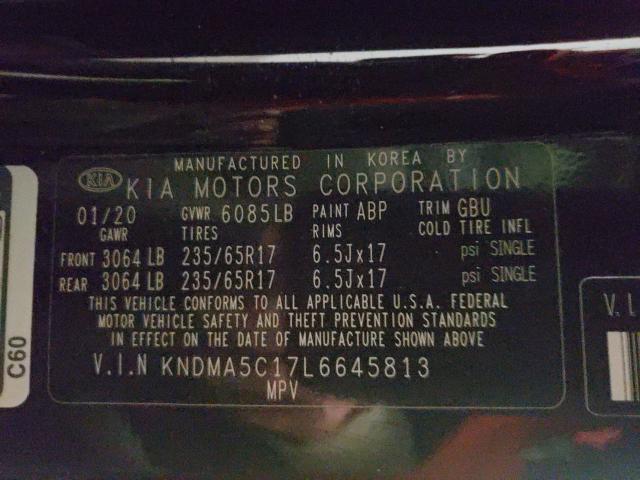 MANUFACTURED IN KOREA BY
KIA KIA MOTORS CORPORATION
01/20 GVWR 6085LB PAINT ABP TRIM GBU
GAWR TIRES RIMS COLD TIRE INFL
FRONT 3064 LB 235/65R17 6.5Jx17 psi SINGLE
REAR 3064 LB 235/65R17 6.5Jx17 psi SINGLE
THIS VEHICLE CONFORMS TO ALL APPLICABLE U.S.A. FEDERAL
MOTOR VEHICLE SAFETY AND THEFT PREVENTION STANDARDS
IN EFFECT ON THE DATE OF MANUFACTURE SHOWN ABOVE
V.I.N KNDMA5C17L6645813
MPV
C60
V.I